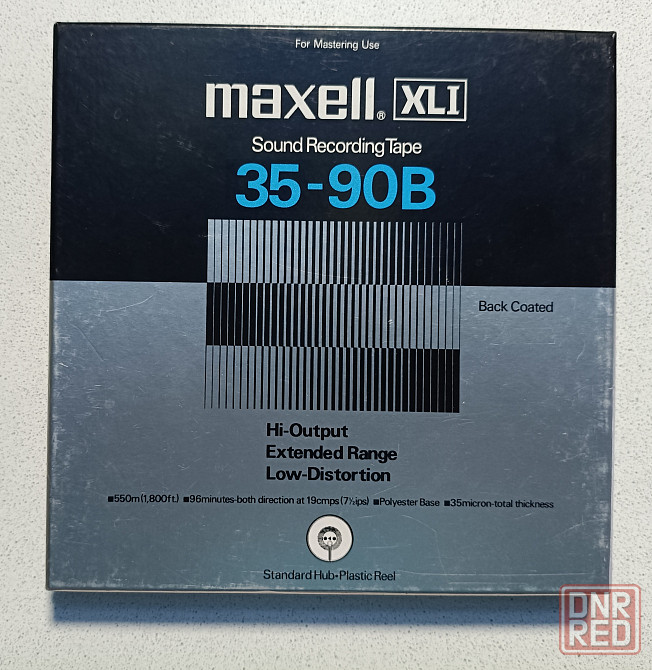 For Mastering Use
maxell® XLI
Sound Recording Tape
35-90B
Back Coated
Hi-Output
Extended Range
Low-Distortion
■550m(1,800ft.) ■96minutes-both direction at 19cmps(7½ips) ■Polyester Base ■35micron-total thickness
Standard Hub•Plastic Reel
DNR
RED